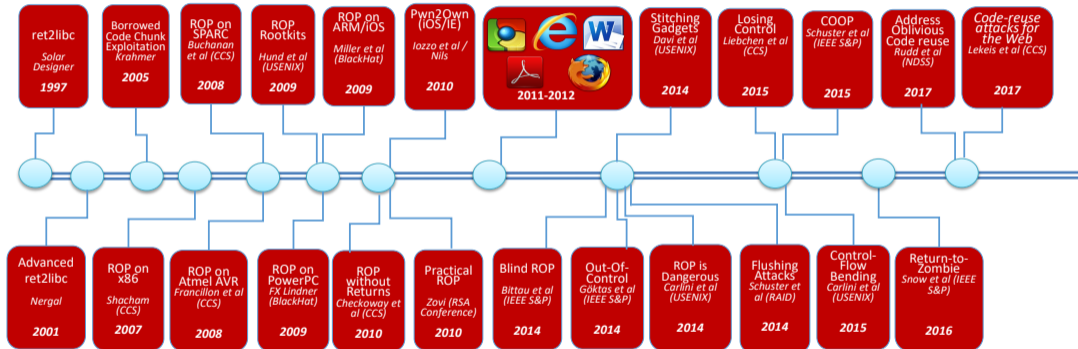 ret2libc
Solar
Designer
1997
Borrowed
Code Chunk
Exploitation
Krahmer
2005
ROP on
SPARC
Buchanan
et al (CCS)
2008
ROP
Rootkits
Hund et al
(USENIX)
2009
ROP on
ARM/iOS
Miller et al
(BlackHat)
2009
Pwn2Own
(iOS/IE)
Iozzo et al /
Nils
2010
2011-2012
Stitching
Gadgets
Davi et al
(USENIX)
2014
Losing
Control
Liebchen et al
(CCS)
2015
COOP
Schuster et al
(IEEE S&P)
2015
Address
Oblivious
Code reuse
Rudd et al
(NDSS)
2017
Code-reuse
attacks for
the Web
Lekeis et al (CCS)
2017
Advanced
ret2libc
Nergal
2001
ROP on
x86
Shacham
(CCS)
2007
ROP on
Atmel AVR
Francillon et al
(CCS)
2008
ROP on
PowerPC
FX Lindner
(BlackHat)
2009
ROP
without
Returns
Checkoway et
al (CCS)
2010
Practical
ROP
Zovi (RSA
Conference)
2010
Blind ROP
Bittau et al
(IEEE S&P)
2014
Out-Of-
Control
Göktas et al
(IEEE S&P)
2014
ROP is
Dangerous
Carlini et al
(USENIX)
2014
Flushing
Attacks
Schuster et
al (RAID)
2014
Control-
Flow
Bending
Carlini et al
(USENIX)
2015
Return-to-
Zombie
Snow et al (IEEE
S&P)
2016